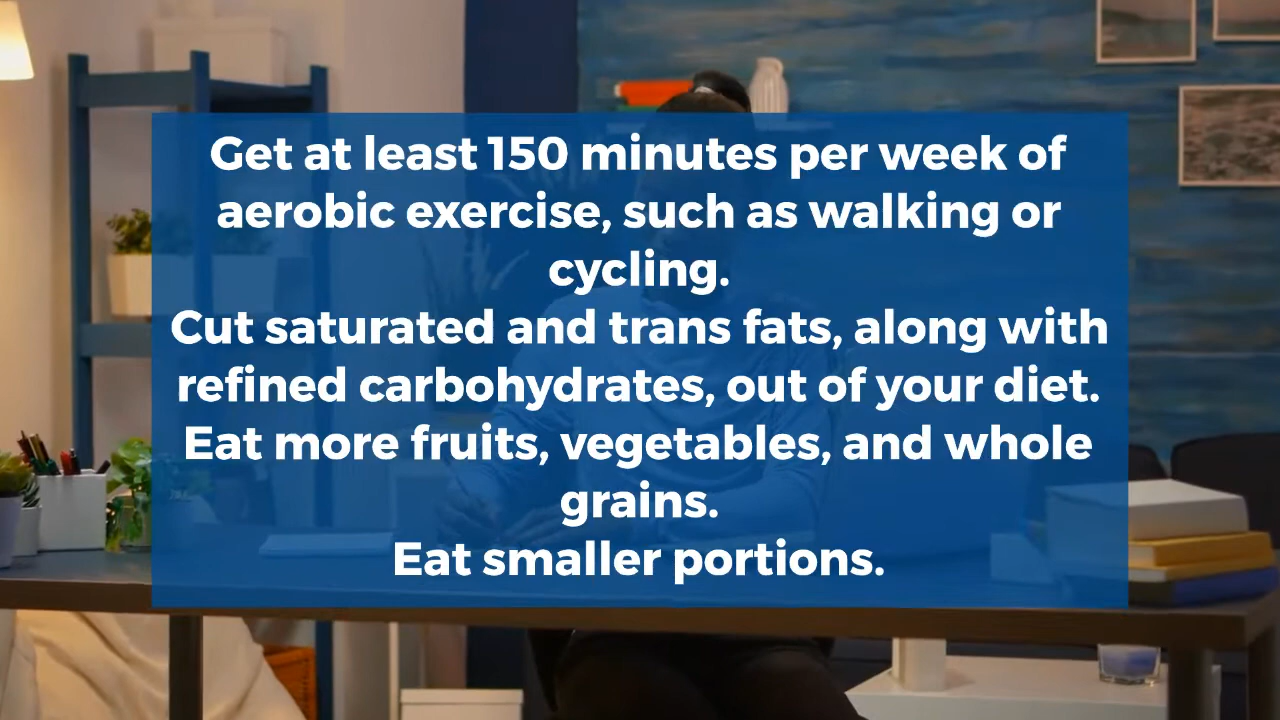 Get at least 150 minutes per week of
aerobic exercise, such as walking or
cycling.
Cut saturated and trans fats, along with
refined carbohydrates, out of your diet.
Eat more fruits, vegetables, and whole
grains.
Eat smaller portions.